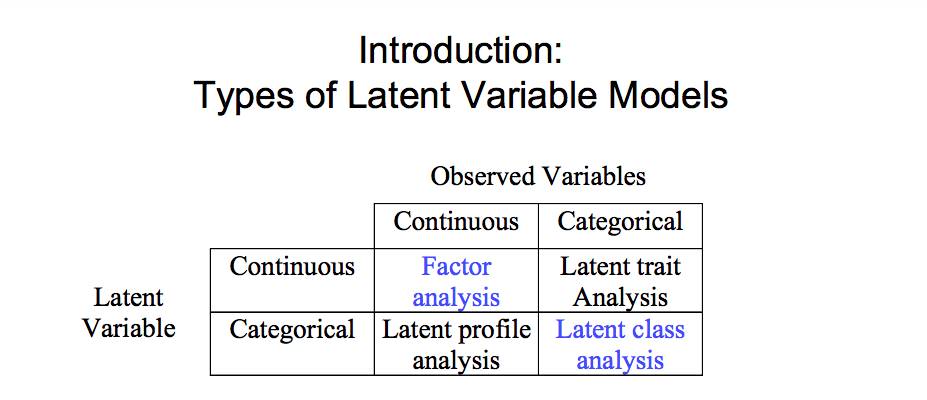 Introduction:
Types of Latent Variable Models
Observed Variables
Continuous Categorical
Continuous Factor analysis Latent trait Analysis
Latent Variable
Categorical Latent profile analysis Latent class analysis